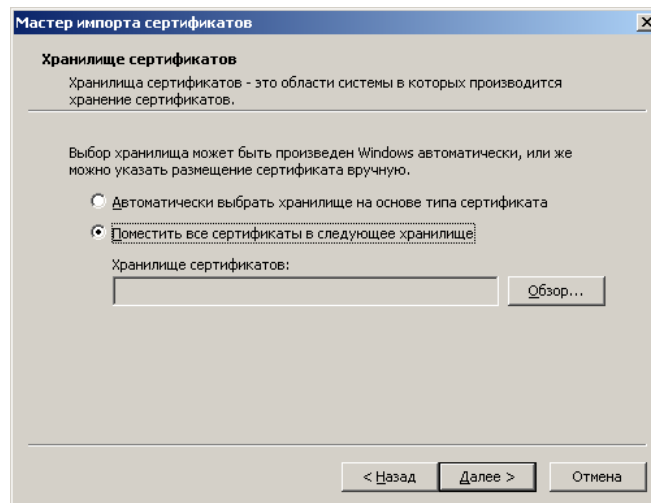 Мастер импорта сертификатов
Хранилище сертификатов
Хранилища сертификатов - это области системы в которых производится
хранение сертификатов.
Выбор хранилища может быть произведен Windows автоматически, или же
можно указать размещение сертификата вручную.
Автоматически выбрать хранилище на основе типа сертификата
Поместить все сертификаты в следующее хранилище
Хранилище сертификатов:
Обзор...
< Назад
Далее >
Отмена